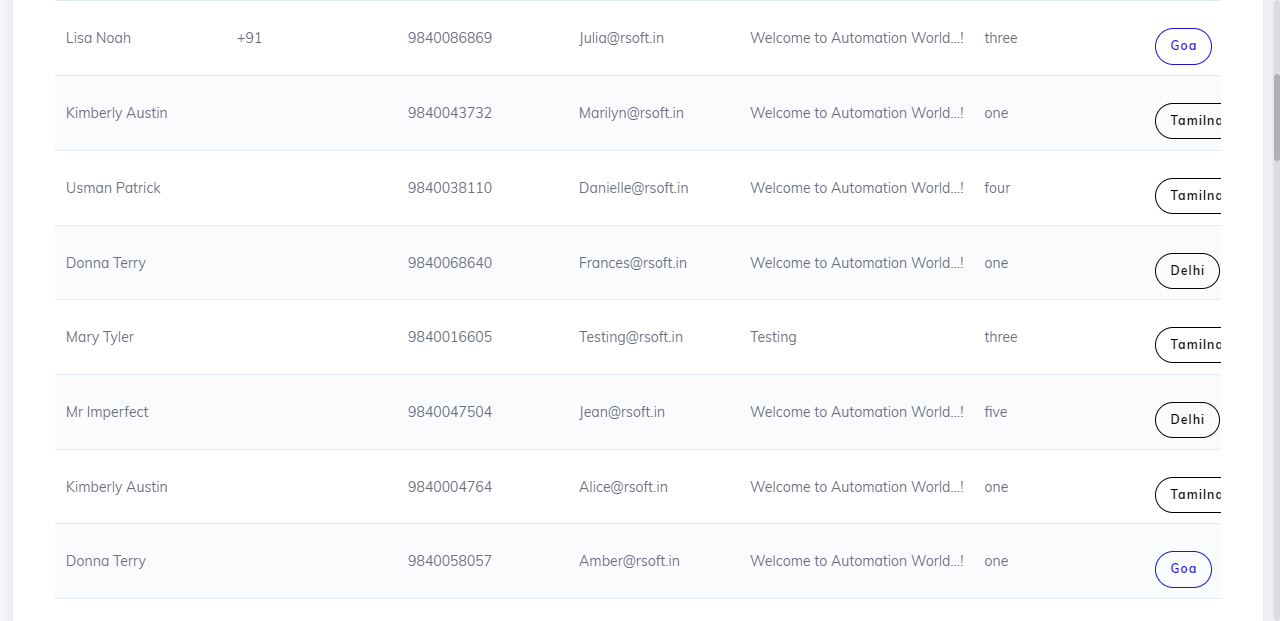 Lisa Noah +91 9840086869 Julia@rsoft.in Welcome to Automation World...! three Goa
Kimberly Austin 9840043732 Marilyn@rsoft.in Welcome to Automation World...! one Tamilna
Usman Patrick 9840038110 Danielle@rsoft.in Welcome to Automation World...! four Tamilna
Donna Terry 9840068640 Frances@rsoft.in Welcome to Automation World...! one Delhi
Mary Tyler 9840016605 Testing@rsoft.in Testing three Tamilna
Mr Imperfect 9840047504 Jean@rsoft.in Welcome to Automation World...! five Delhi
Kimberly Austin 9840004764 Alice@rsoft.in Welcome to Automation World...! one Tamilna
Donna Terry 9840058057 Amber@rsoft.in Welcome to Automation World...! one Goa